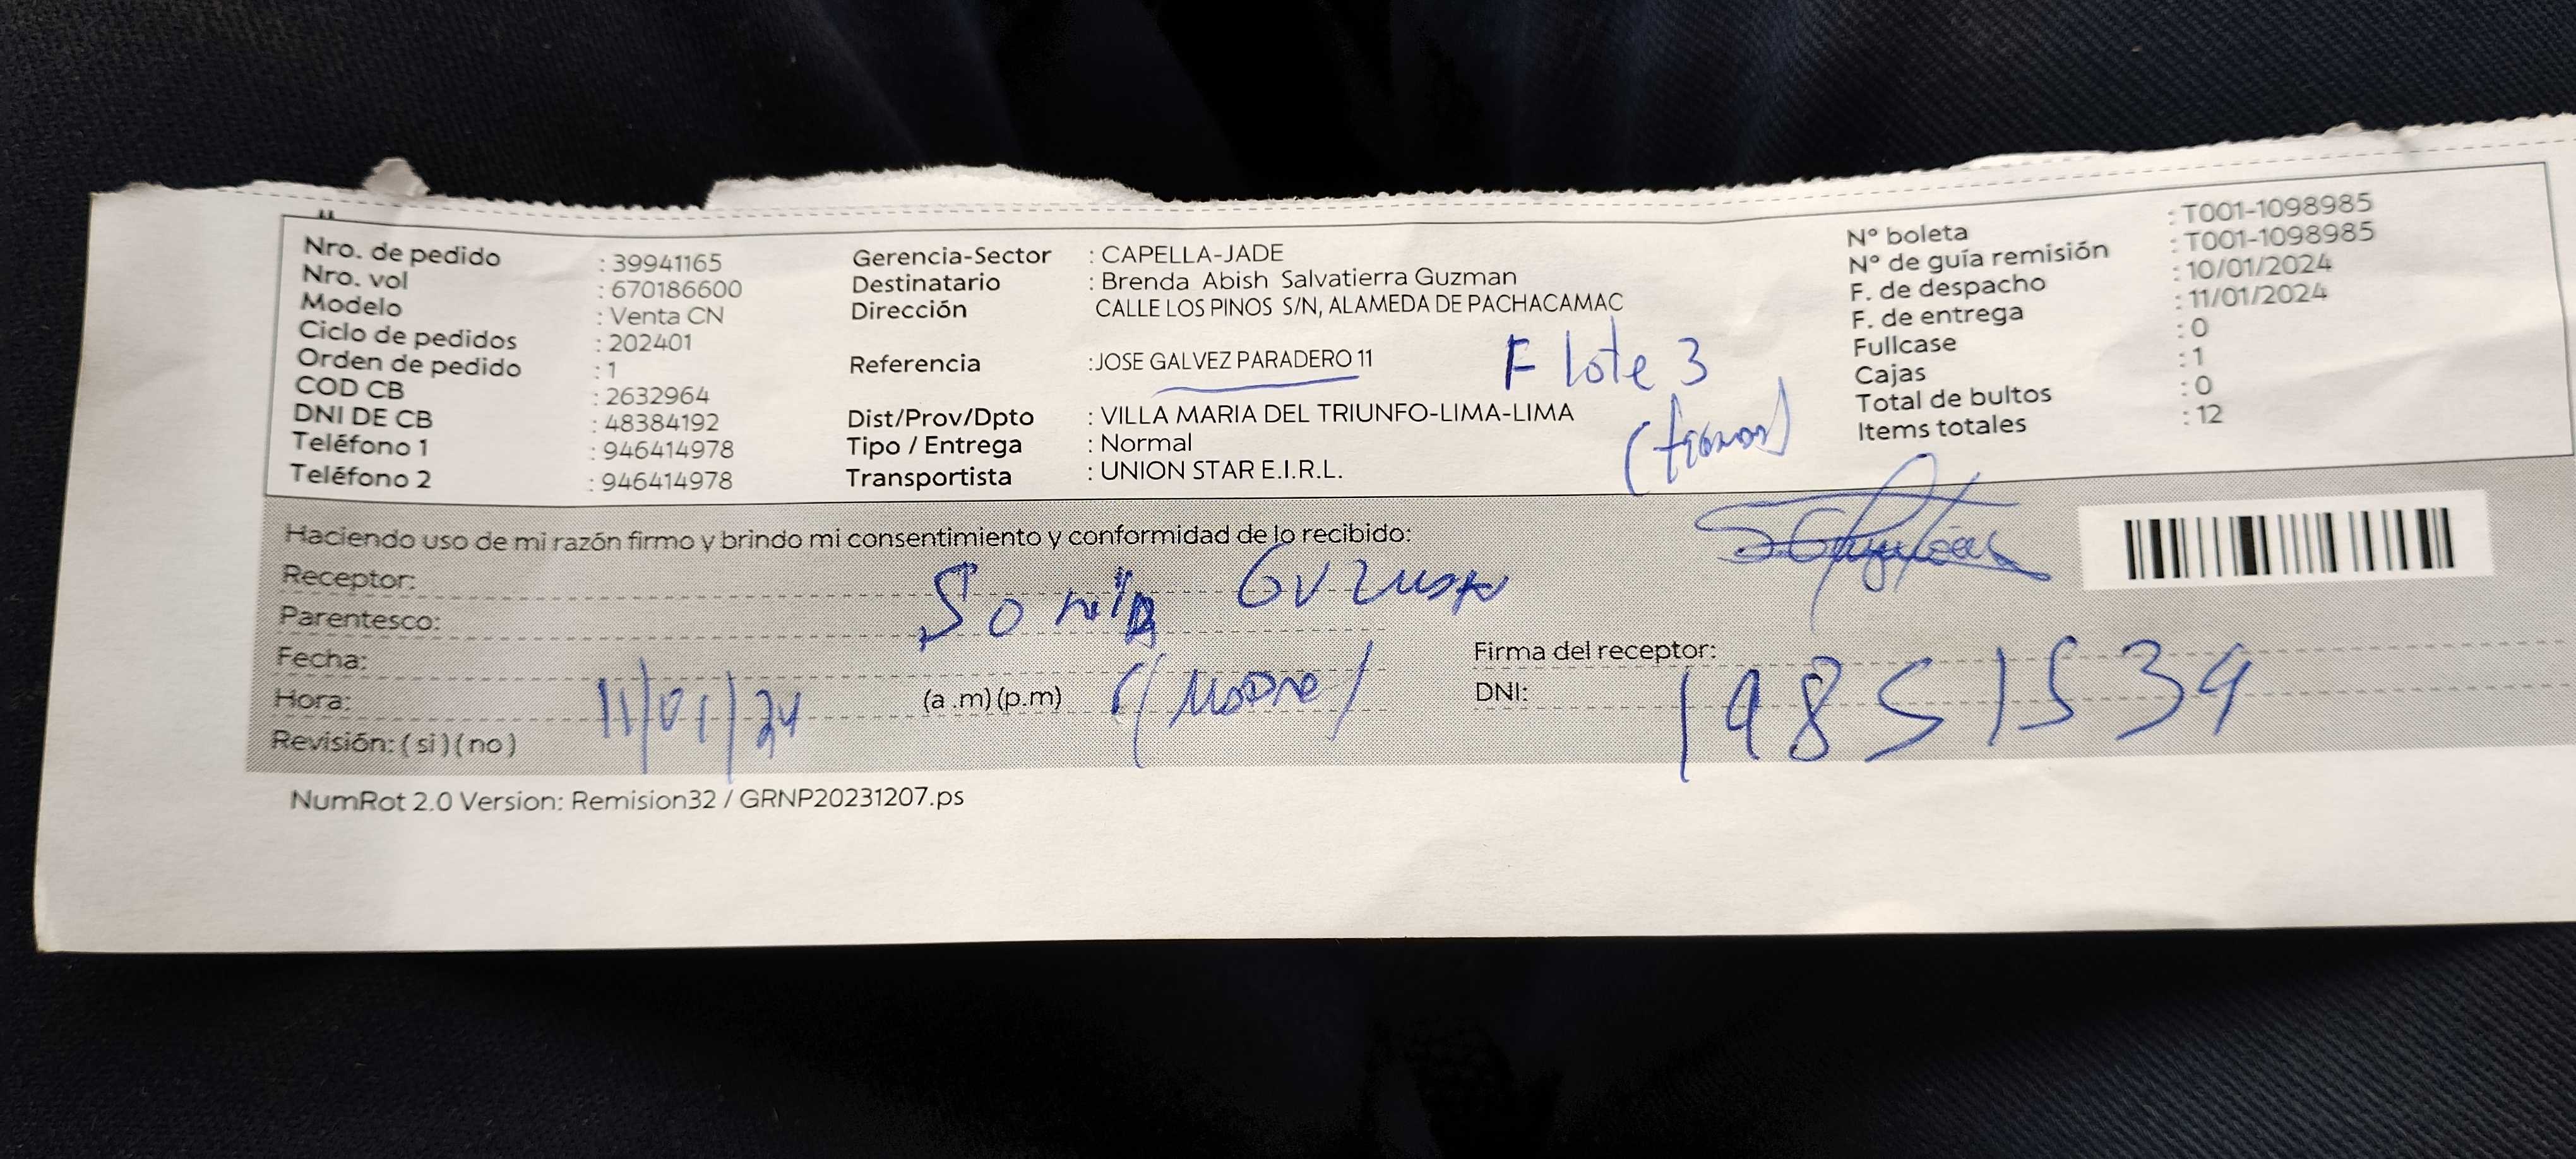 Nro. de pedido : 39941165
Nro. vol : 670186600
Modelo : Venta CN
Ciclo de pedidos : 202401
Orden de pedido : 1
COD CB : 2632964
DNI DE CB : 48384192
Teléfono 1 : 946414978
Teléfono 2 : 946414978
Gerencia-Sector : CAPELLA-JADE
Destinatario : Brenda Abish Salvatierra Guzman
Dirección CALLE LOS PINOS S/N, ALAMEDA DE PACHACAMAC
Referencia :JOSE GALVEZ PARADERO 11
F lote 3
Dist/Prov/Dpto : VILLA MARIA DEL TRIUNFO-LIMA-LIMA
Tipo / Entrega : Normal
Transportista : UNION STAR E.I.R.L.
N° boleta : T001-1098985
N° de guía remisión : T001-1098985
F. de despacho : 10/01/2024
F. de entrega : 11/01/2024
Fullcase : 0
Cajas : 1
Total de bultos : 0
Items totales : 12
Haciendo uso de mi razón firmo y brindo mi consentimiento y conformidad de lo recibido:
Receptor: Sonia Guzman
Parentesco:
Fecha: 11/01/24
Hora: (a .m) (p.m) (Madre)
Revisión: ( si ) ( no )
Firma del receptor:
DNI: 19851539
NumRot 2.0 Version: Remision32 / GRNP20231207.ps